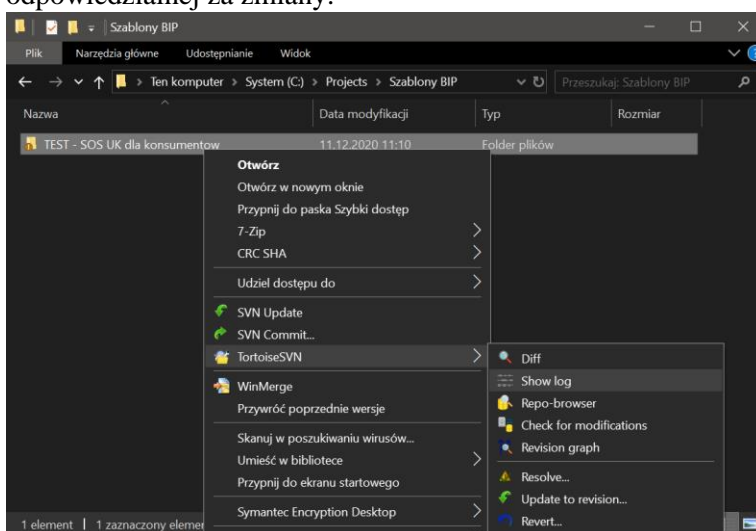 odpowiedzialnej za zmiany:
Szablony BIP
Plik Narzędzia główne Udostępnianie Widok
Ten komputer > System (C:) > Projects > Szablony BIP
Przeszukaj: Szablony BIP
Nazwa Data modyfikacji Typ Rozmiar
TEST - SOS UK dla konsumentow 11.12.2020 11:10 Folder plików
Otwórz
Otwórz w nowym oknie
Przypnij do paska Szybki dostęp
7-Zip
CRC SHA
Udziel dostępu do
SVN Update
SVN Commit...
TortoiseSVN
WinMerge
Przywróć poprzednie wersje
Skanuj w poszukiwaniu wirusów...
Umieść w bibliotece
Przypnij do ekranu startowego
Symantec Encryption Desktop
Diff
Show log
Repo-browser
Check for modifications
Revision graph
Resolve...
Update to revision...
Revert...
1 element 1 zaznaczony